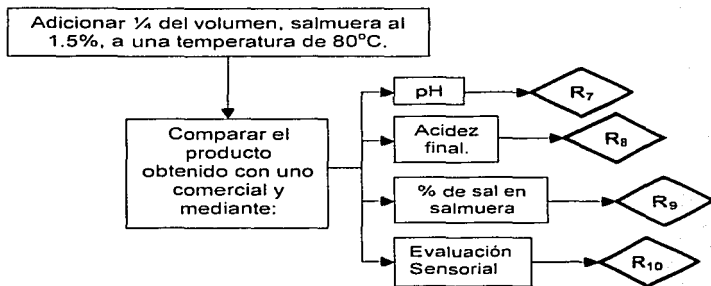 Adicionar ¼ del volumen, salmuera al
1.5%, a una temperatura de 80°C.
Comparar el
producto
obtenido con uno
comercial y
mediante:
pH
R7
Acidez
final.
R8
% de sal en
salmuera
R9
Evaluación
Sensorial
R10